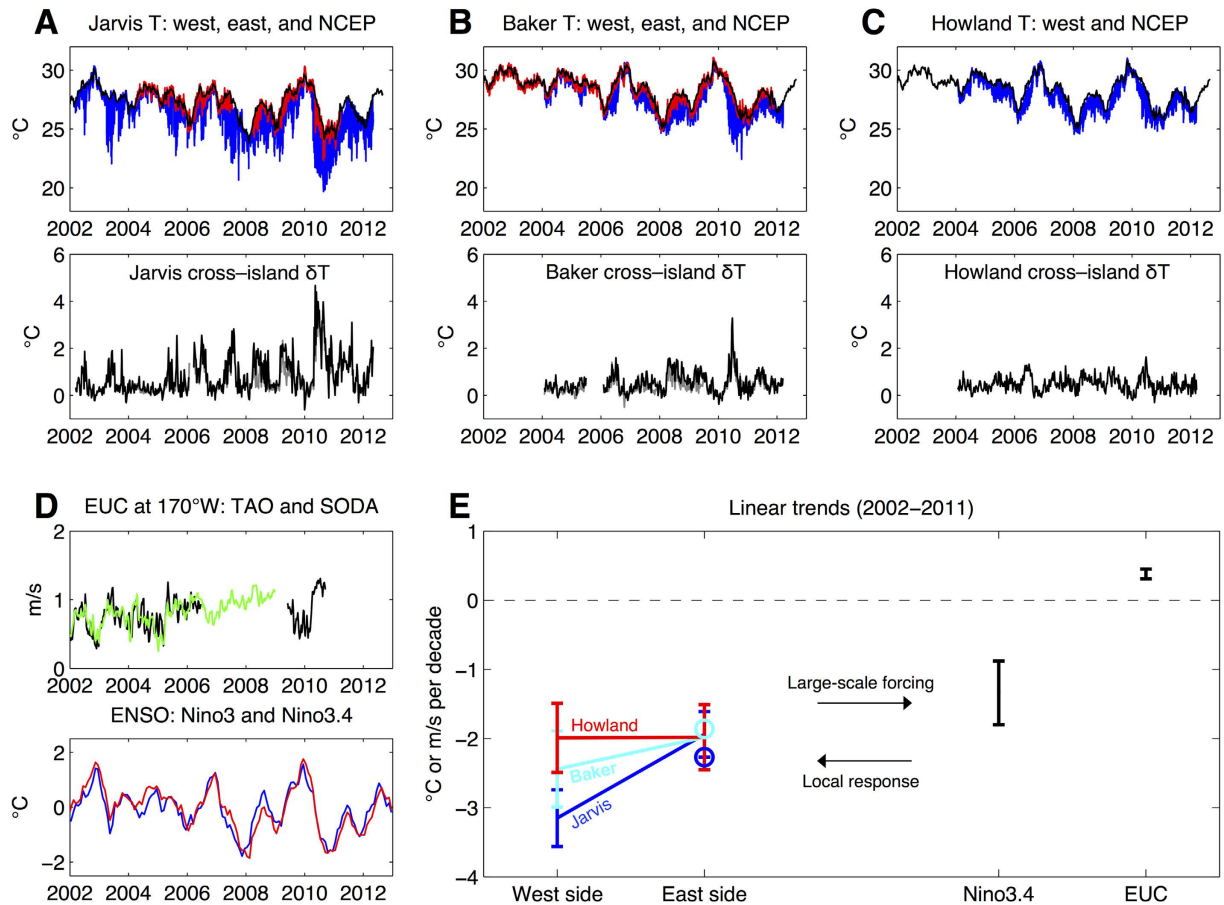 A
Jarvis T: west, east, and NCEP
30
25
20
°C
2002 2004 2006 2008 2010 2012
Jarvis cross–island δT
6
4
2
0
°C
2002 2004 2006 2008 2010 2012
B
Baker T: west, east, and NCEP
30
25
20
°C
2002 2004 2006 2008 2010 2012
Baker cross–island δT
6
4
2
0
°C
2002 2004 2006 2008 2010 2012
C
Howland T: west and NCEP
30
25
20
°C
2002 2004 2006 2008 2010 2012
Howland cross–island δT
6
4
2
0
°C
2002 2004 2006 2008 2010 2012
D
EUC at 170°W: TAO and SODA
2
1
0
m/s
2002 2004 2006 2008 2010 2012
ENSO: Nino3 and Nino3.4
2
0
−2
°C
2002 2004 2006 2008 2010 2012
E
Linear trends (2002–2011)
1
0
−1
−2
−3
−4
°C or m/s per decade
Howland
Baker
Jarvis
Large-scale forcing
Local response
West side East side Nino3.4 EUC